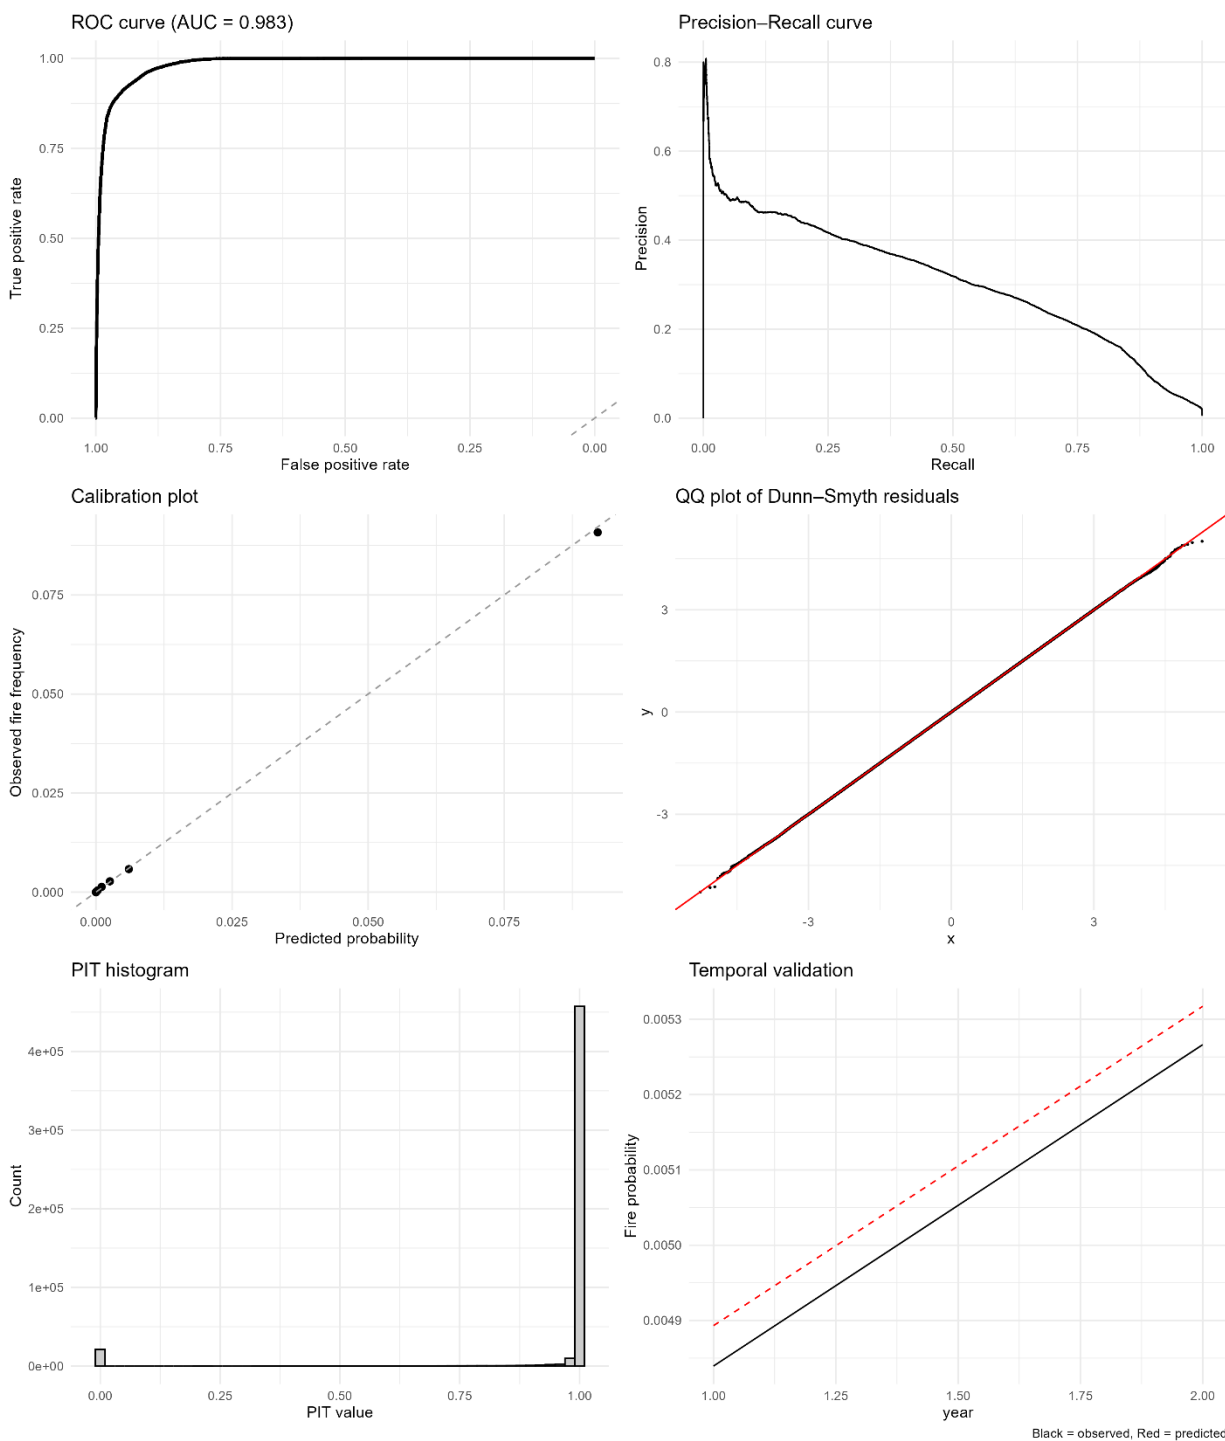 ROC curve (AUC = 0.983)
1.00
0.75
0.50
0.25
0.00
True positive rate
1.00 0.75 0.50 0.25 0.00
False positive rate
Precision–Recall curve
0.8
0.6
0.4
0.2
0.0
Precision
0.00 0.25 0.50 0.75 1.00
Recall
Calibration plot
0.075
0.050
0.025
0.000
Observed fire frequency
0.000 0.025 0.050 0.075
Predicted probability
QQ plot of Dunn–Smyth residuals
3
0
-3
y
-3 0 3
x
PIT histogram
4e+05
3e+05
2e+05
1e+05
0e+00
Count
0.00 0.25 0.50 0.75 1.00
PIT value
Temporal validation
0.0053
0.0052
0.0051
0.0050
0.0049
Fire probability
1.00 1.25 1.50 1.75 2.00
year
Black = observed, Red = predicted